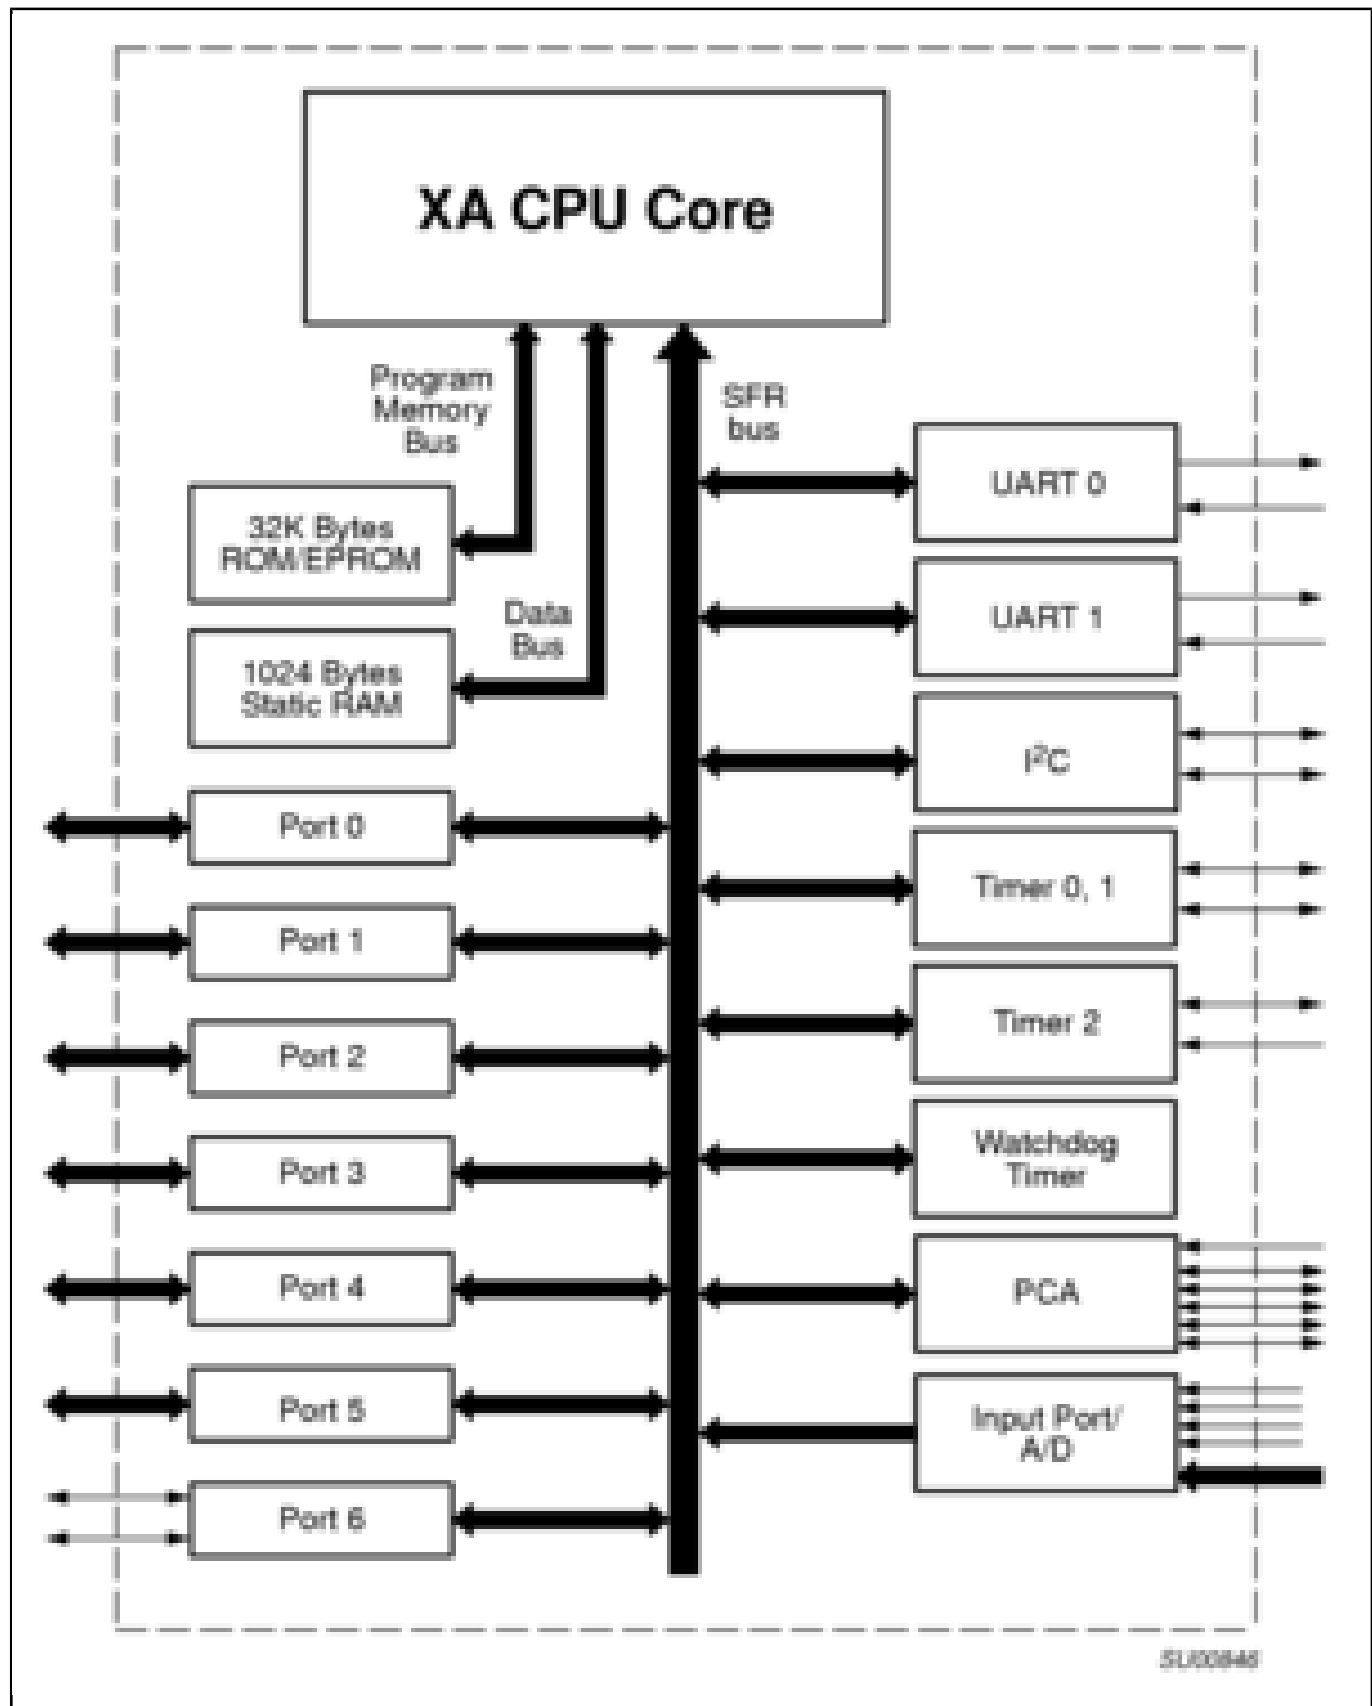 XA CPU Core
Program
Memory
Bus
SFR
bus
32K Bytes
ROM/EPROM
Data
Bus
1024 Bytes
Static RAM
Port 0
Port 1
Port 2
Port 3
Port 4
Port 5
Port 6
UART 0
UART 1
I²C
Timer 0, 1
Timer 2
Watchdog
Timer
PCA
Input Port/
A/D
SU00846